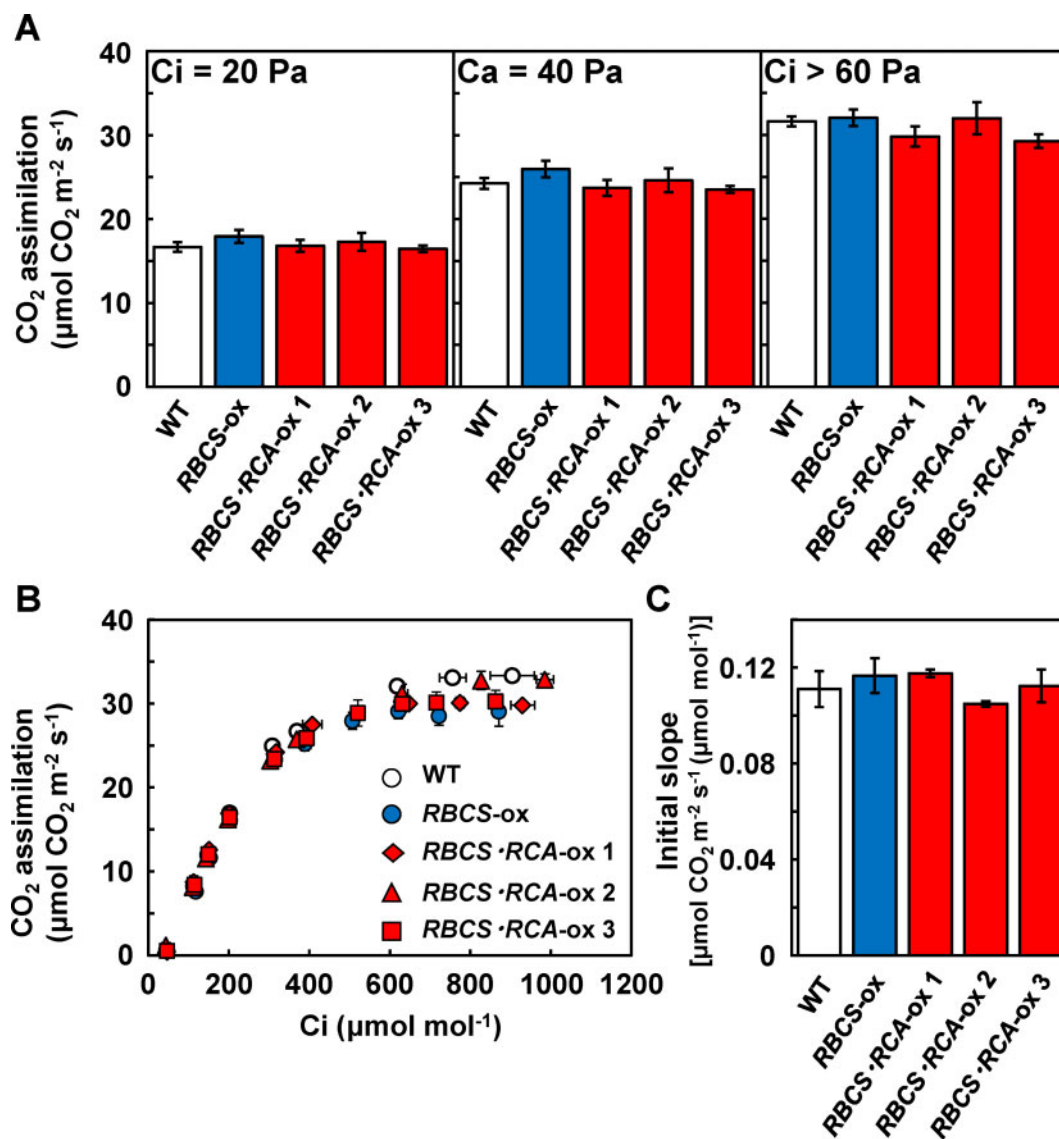 A
CO₂ assimilation
(µmol CO₂ m⁻² s⁻¹)
40
30
20
10
0
Ci = 20 Pa
Ca = 40 Pa
Ci > 60 Pa
WT
RBCS-ox
RBCS·RCA-ox 1
RBCS·RCA-ox 2
RBCS·RCA-ox 3
WT
RBCS-ox
RBCS·RCA-ox 1
RBCS·RCA-ox 2
RBCS·RCA-ox 3
WT
RBCS-ox
RBCS·RCA-ox 1
RBCS·RCA-ox 2
RBCS·RCA-ox 3
B
CO₂ assimilation
(µmol CO₂ m⁻² s⁻¹)
40
30
20
10
0
WT
RBCS-ox
RBCS·RCA-ox 1
RBCS·RCA-ox 2
RBCS·RCA-ox 3
0 200 400 600 800 1000 1200
Ci (µmol mol⁻¹)
C
Initial slope
[µmol CO₂ m⁻² s⁻¹ (µmol mol⁻¹)]
0.12
0.08
0.04
0
WT
RBCS-ox
RBCS·RCA-ox 1
RBCS·RCA-ox 2
RBCS·RCA-ox 3